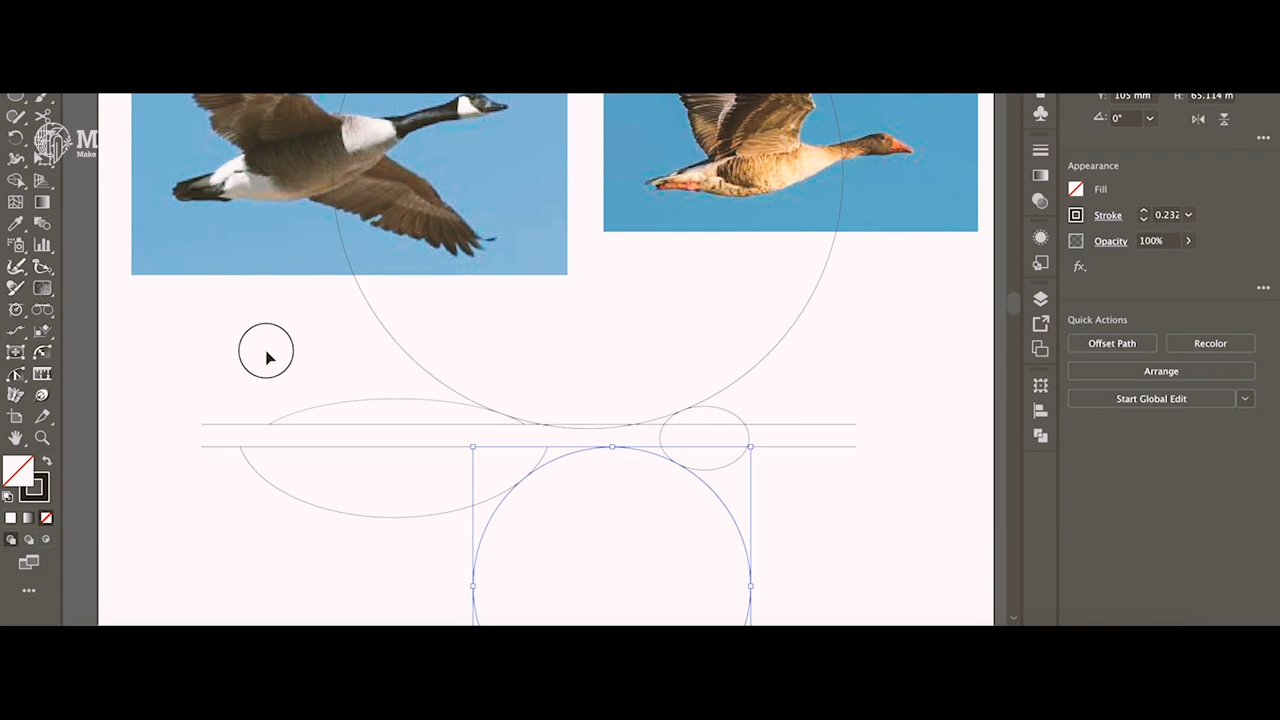 M
Make
Y: 105 mm H: 65.114 m
0°
Appearance
Fill
Stroke 0.232
Opacity 100%
fx.
Quick Actions
Offset Path Recolor
Arrange
Start Global Edit